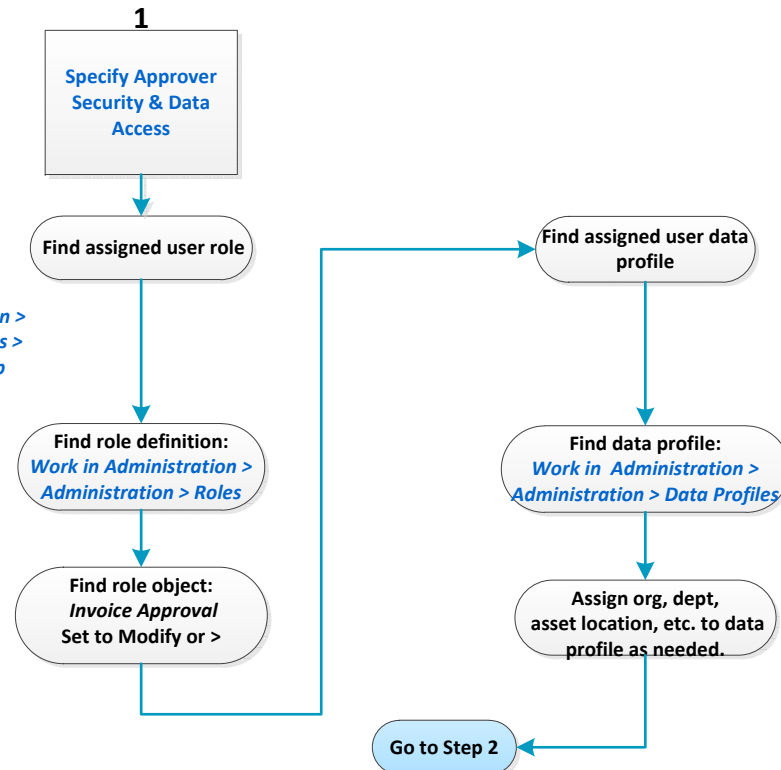 1
Specify Approver
Security & Data
Access
Find assigned user role
n >
s >
Find role definition:
Work in Administration >
Administration > Roles
Find role object:
Invoice Approval
Set to Modify or >
Find assigned user data
profile
Find data profile:
Work in  Administration >
Administration > Data Profiles
Assign org, dept,
asset location, etc. to data
profile as needed.
Go to Step 2